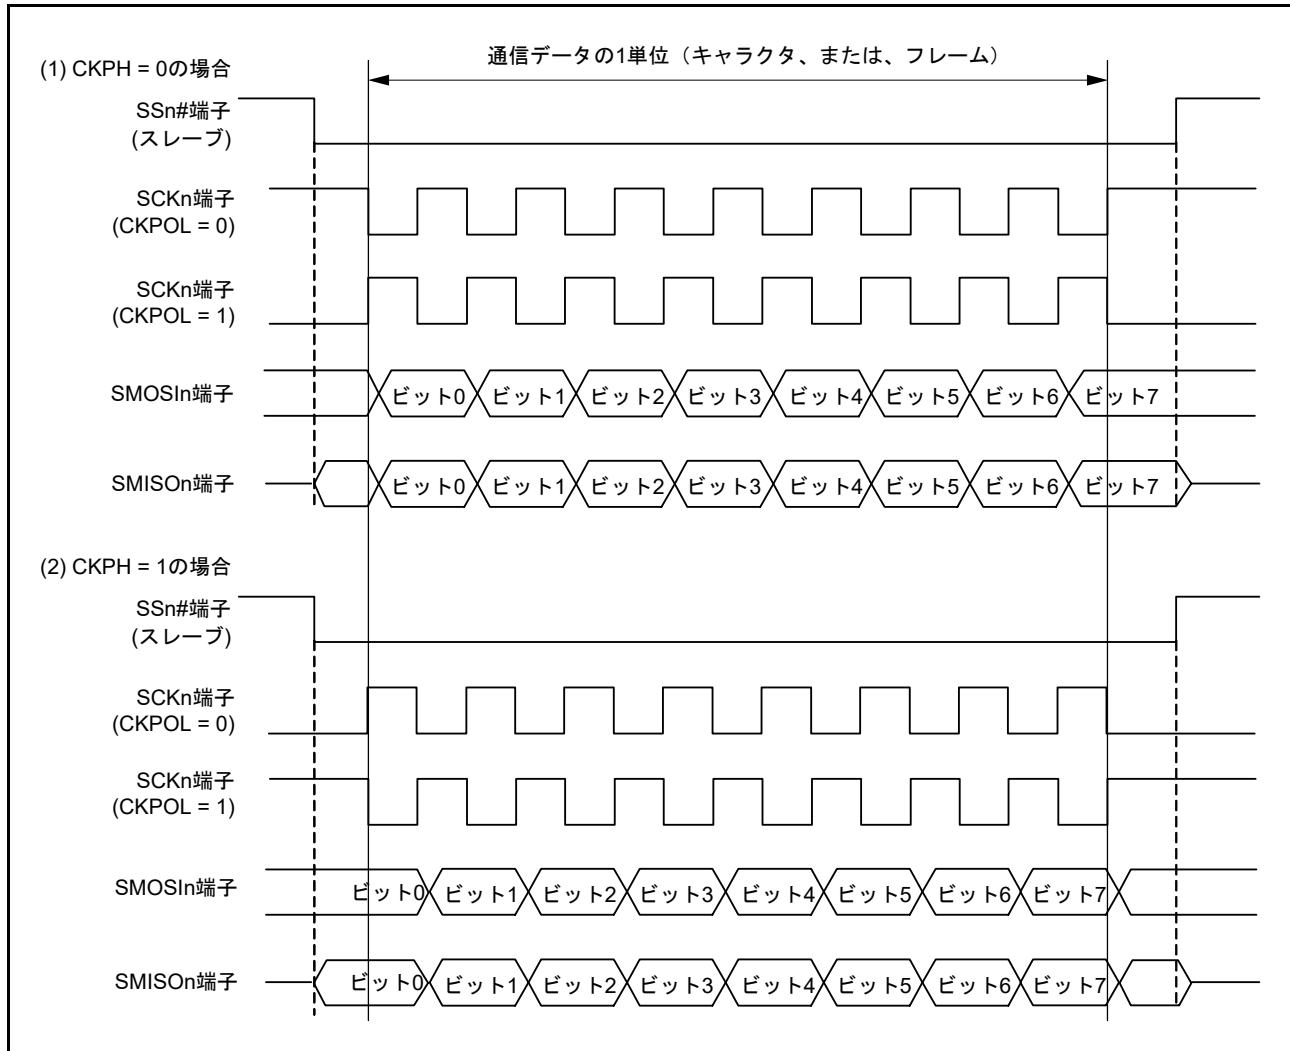 通信データの1単位（キャラクタ、または、フレーム）
(1) CKPH = 0の場合
SSn#端子
(スレーブ)
SCKn端子
(CKPOL = 0)
SCKn端子
(CKPOL = 1)
SMOSIn端子
ビット0 ビット1 ビット2 ビット3 ビット4 ビット5 ビット6 ビット7
SMISOn端子
ビット0 ビット1 ビット2 ビット3 ビット4 ビット5 ビット6 ビット7
(2) CKPH = 1の場合
SSn#端子
(スレーブ)
SCKn端子
(CKPOL = 0)
SCKn端子
(CKPOL = 1)
SMOSIn端子
ビット0 ビット1 ビット2 ビット3 ビット4 ビット5 ビット6 ビット7
SMISOn端子
ビット0 ビット1 ビット2 ビット3 ビット4 ビット5 ビット6 ビット7